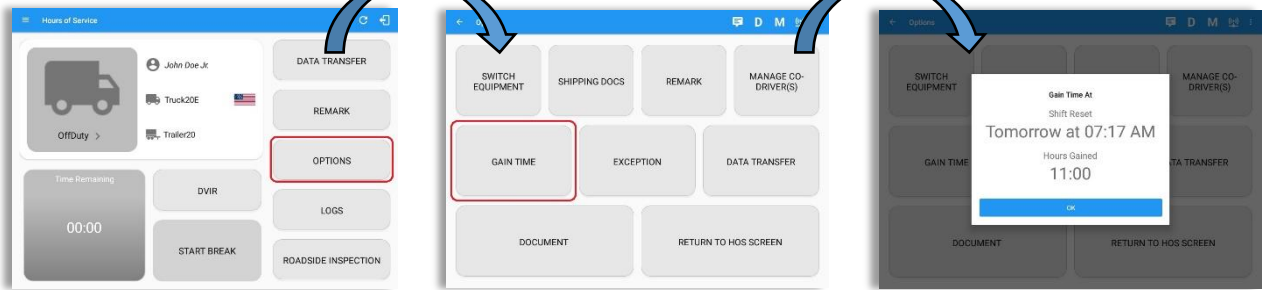 Hours of Service
John Doe Jr.
Truck20E
Trailer20
OffDuty >
Time Remaining
00:00
DVIR
START BREAK
DATA TRANSFER
REMARK
OPTIONS
LOGS
ROADSIDE INSPECTION
D M
SWITCH
EQUIPMENT
SHIPPING DOCS
REMARK
MANAGE CO-
DRIVER(S)
GAIN TIME
EXCEPTION
DATA TRANSFER
DOCUMENT
RETURN TO HOS SCREEN
Options
D M
SWITCH
EQUIPMENT
MANAGE CO-
DRIVER(S)
GAIN TIME
Gain Time At
Shift Reset
Tomorrow at 07:17 AM
Hours Gained
11:00
OK
TA TRANSFER
DOCUMENT
RETURN TO HOS SCREEN